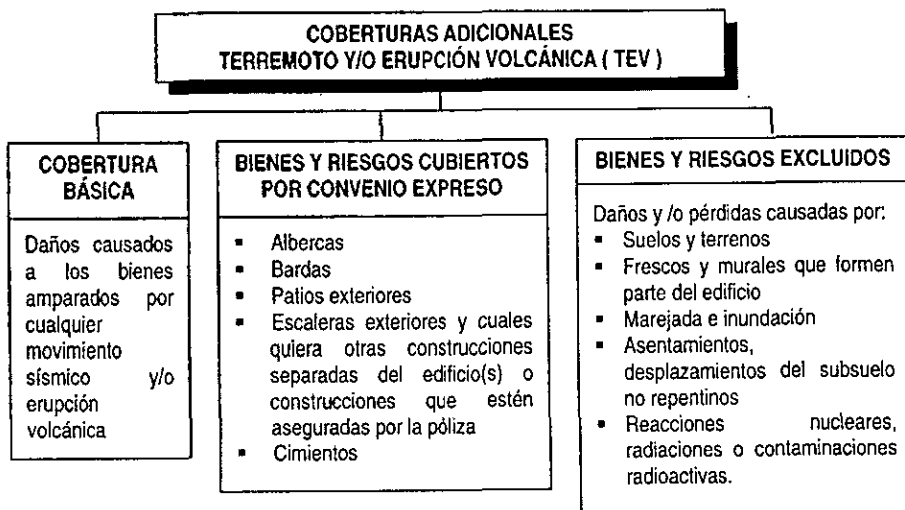 COBERTURAS ADICIONALES
TERREMOTO Y/O ERUPCIÓN VOLCÁNICA ( TEV )
COBERTURA
BÁSICA
Daños causados
a los bienes
amparados por
cualquier
movimiento
sísmico y/o
erupción
volcánica
BIENES Y RIESGOS CUBIERTOS
POR CONVENIO EXPRESO
▪ Albercas
▪ Bardas
▪ Patios exteriores
▪ Escaleras exteriores y cuales
quiera otras construcciones
separadas del edificio(s) o
construcciones que estén
aseguradas por la póliza
▪ Cimientos
BIENES Y RIESGOS EXCLUIDOS
Daños y /o pérdidas causadas por:
▪ Suelos y terrenos
▪ Frescos y murales que formen
parte del edificio
▪ Marejada e inundación
▪ Asentamientos,
desplazamientos del subsuelo
no repentinos
▪ Reacciones nucleares,
radiaciones o contaminaciones
radioactivas.